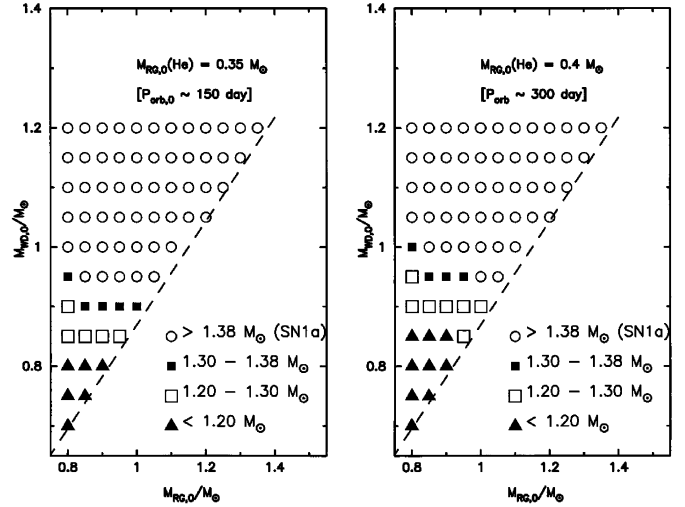 1.4
M_RG,0(He) = 0.35 M_⊙
[P_orb,0 ~ 150 day]
1.2
M_WD,0/M_⊙
1
0.8
○ > 1.38 M_⊙ (SN1a)
■ 1.30 − 1.38 M_⊙
□ 1.20 − 1.30 M_⊙
▲ < 1.20 M_⊙
0.8 1 1.2 1.4
M_RG,0/M_⊙
1.4
M_RG,0(He) = 0.4 M_⊙
[P_orb ~ 300 day]
1.2
M_WD,0/M_⊙
1
0.8
○ > 1.38 M_⊙ (SN1a)
■ 1.30 − 1.38 M_⊙
□ 1.20 − 1.30 M_⊙
▲ < 1.20 M_⊙
0.8 1 1.2 1.4
M_RG,0/M_⊙